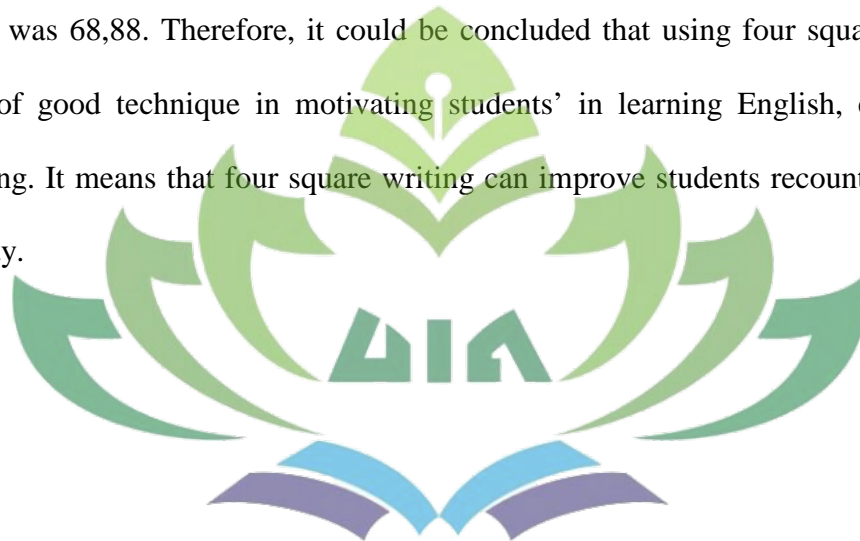 was 68,88. Therefore, it could be concluded that using four squa
of good technique in motivating students' in learning English,
ng. It means that four square writing can improve students recount
y.